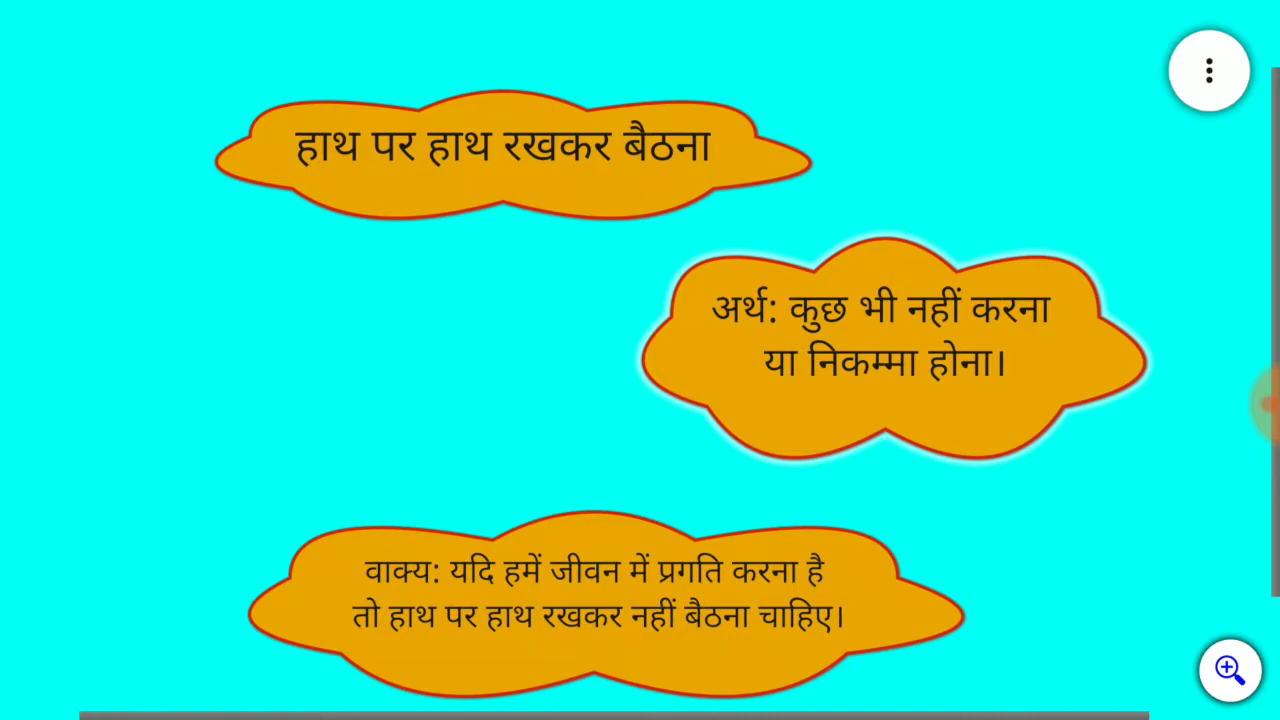 हाथ पर हाथ रखकर बैठना
अर्थ: कुछ भी नहीं करना
या निकम्मा होना।
वाक्य: यदि हमें जीवन में प्रगति करना है
तो हाथ पर हाथ रखकर नहीं बैठना चाहिए।